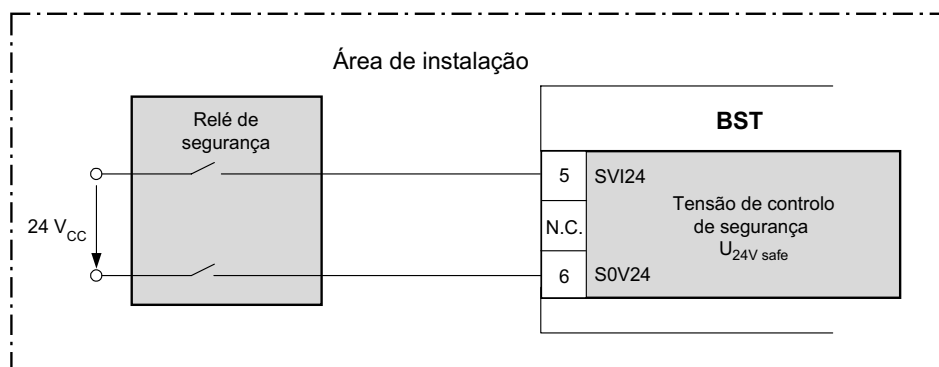 Área de instalação
Relé de
segurança
BST
5
SVI24
Tensão de controlo
de segurança
U24V safe
24 VCC
N.C.
6
S0V24